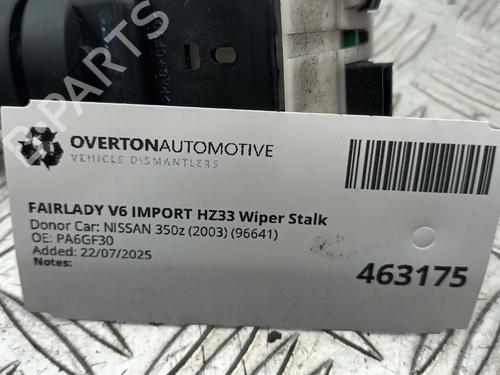 >PA6GF30<
OVERTONAUTOMOTIVE
VEHICLE DISMANTLERS
FAIRLADY V6 IMPORT HZ33 Wiper Stalk
Donor Car: NISSAN 350z (2003) (96641)
OE: PA6GF30
Added: 22/07/2025
Notes:
463175